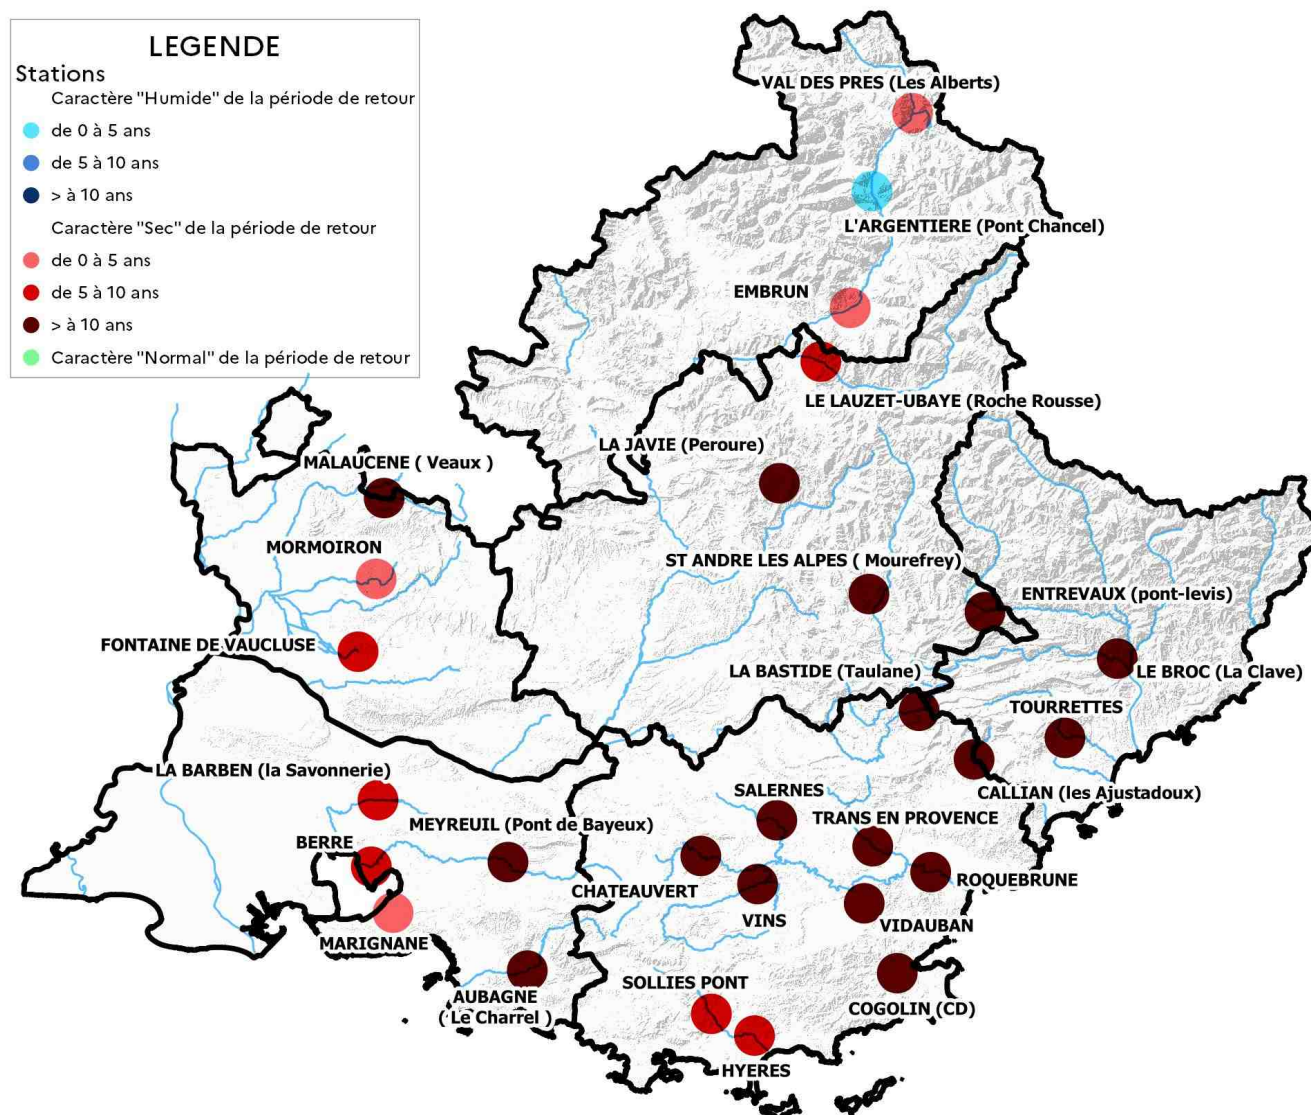 LEGENDE
Stations
Caractère "Humide" de la période de retour
de 0 à 5 ans
de 5 à 10 ans
> à 10 ans
Caractère "Sec" de la période de retour
de 0 à 5 ans
de 5 à 10 ans
> à 10 ans
Caractère "Normal" de la période de retour
VAL DES PRES (Les Alberts)
L'ARGENTIERE (Pont Chancel)
EMBRUN
LE LAUZET-UBAYE (Roche Rousse)
LA JAVIE (Peroure)
MALAUCENE ( Veaux )
MORMOIRON
ST ANDRE LES ALPES ( Mourefrey)
ENTREVAUX (pont-levis)
FONTAINE DE VAUCLUSE
LA BASTIDE (Taulane)
LE BROC (La Clave)
TOURRETTES
LA BARBEN (la Savonnerie)
CALLIAN (les Ajustadoux)
SALERNES
TRANS EN PROVENCE
MEYREUIL (Pont de Bayeux)
BERRE
CHATEAUVERT
ROQUEBRUNE
VINS
VIDAUBAN
MARIGNANE
SOLLIES PONT
AUBAGNE
( Le Charrel )
COGOLIN (CD)
HYERES